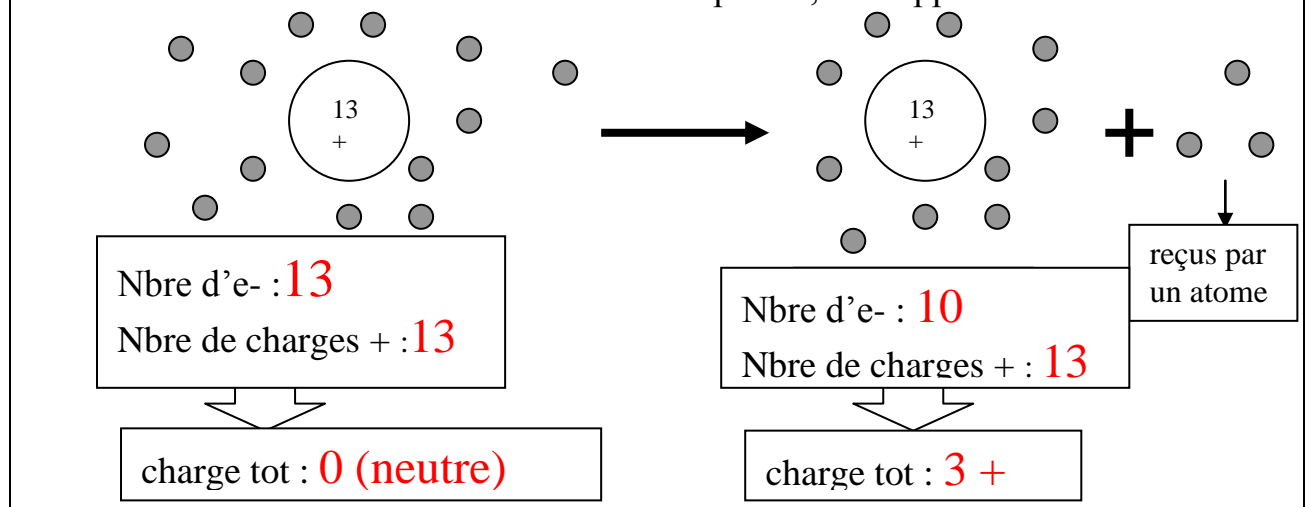 13
+
13
+
+
Nbre d’e- :13
Nbre de charges + :13
Nbre d’e- : 10
Nbre de charges + : 13
reçus par
un atome
charge tot : 0 (neutre)
charge tot : 3 +